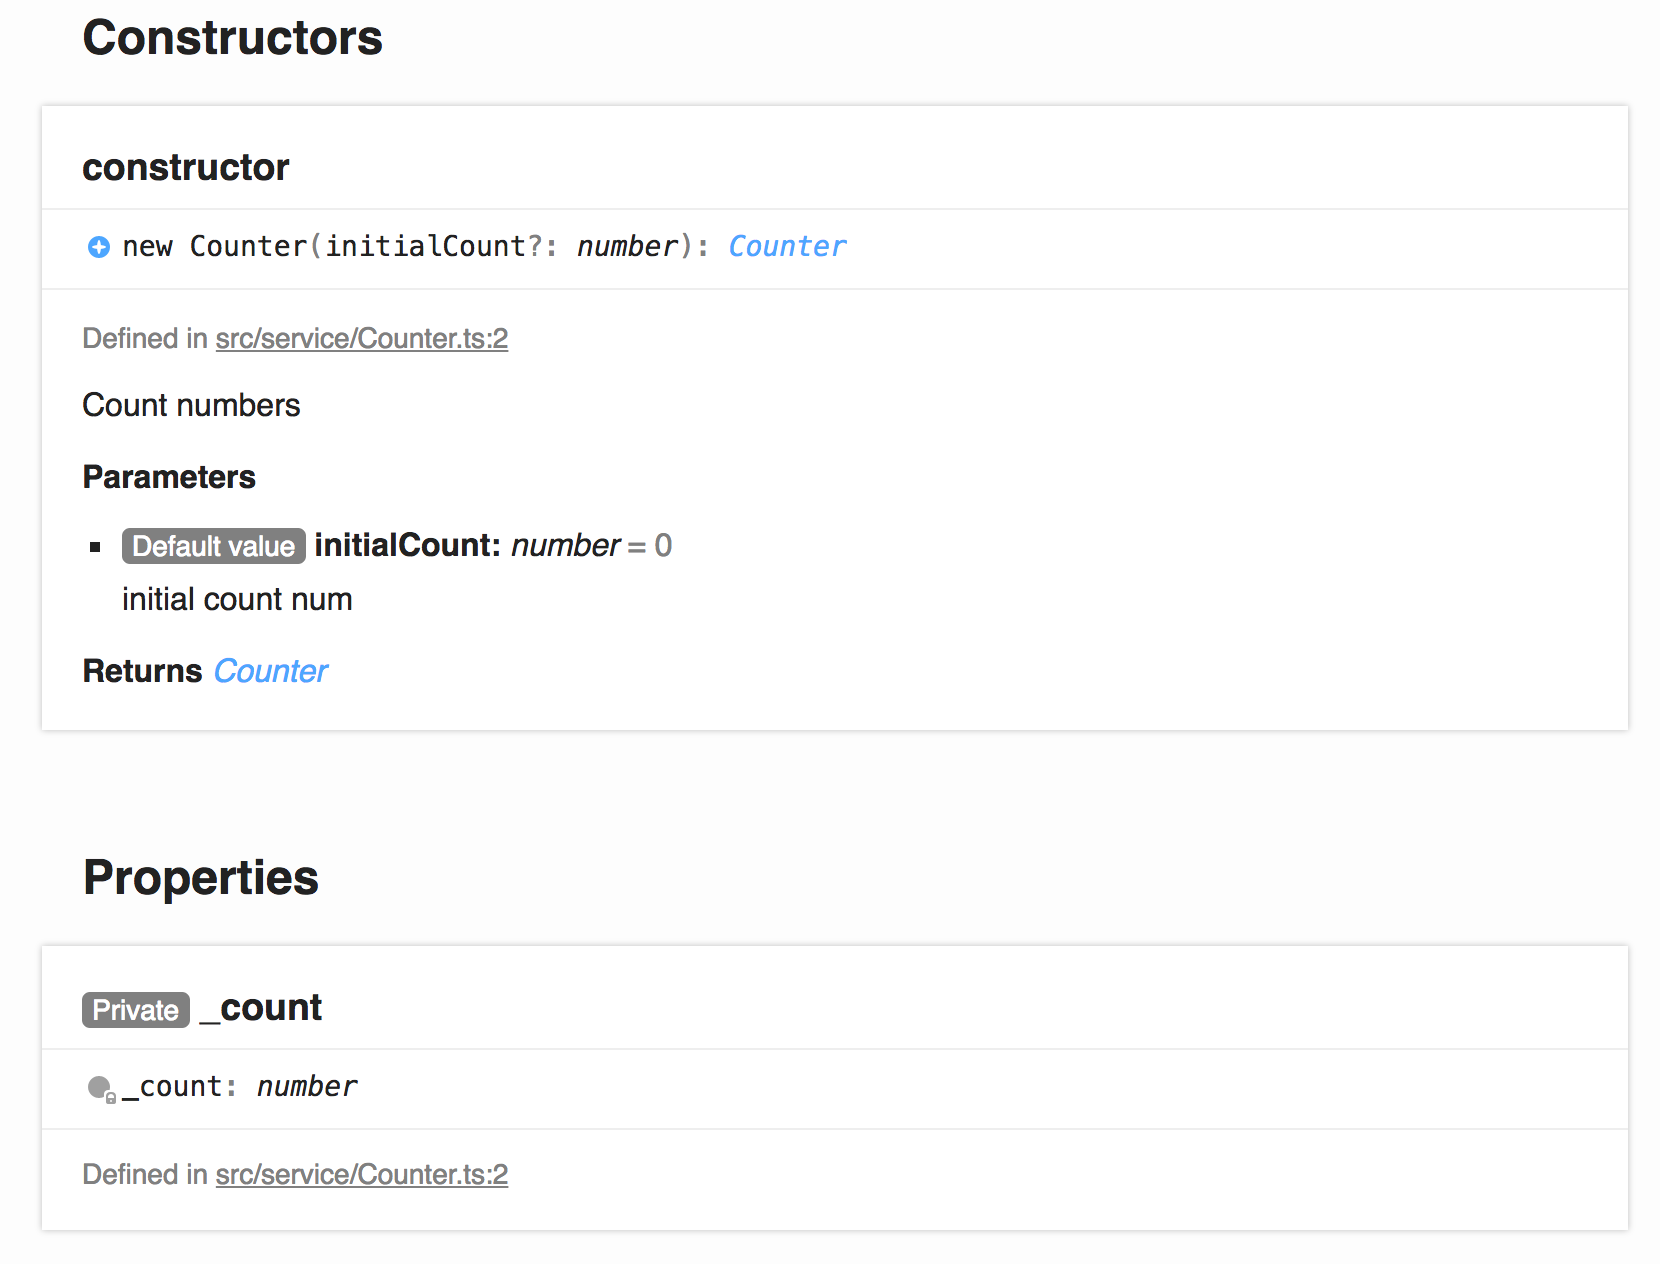 Constructors
constructor
new Counter(initialCount?: number): Counter
Defined in src/service/Counter.ts:2
Count numbers
Parameters
Default value initialCount: number = 0
initial count num
Returns Counter
Properties
Private _count
_count: number
Defined in src/service/Counter.ts:2